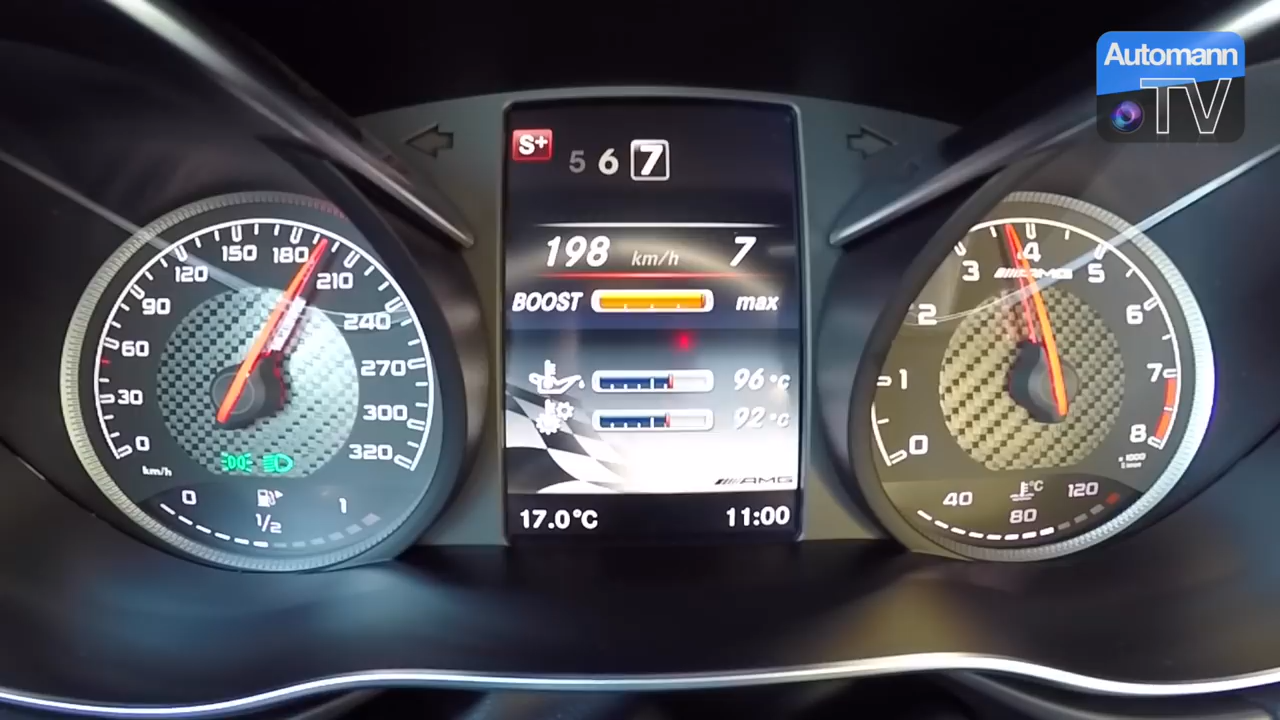 Automann
TV
S+
5 6 7
198 km/h 7
BOOST max
96 °C
92 °C
AMG
17.0°C 11:00
0
30
60
90
120
150
180
210
240
270
300
320
km/h
0 1/2 1
0
1
2
3
4
5
6
7
8
AMG
x 1000
40 80 120
°C